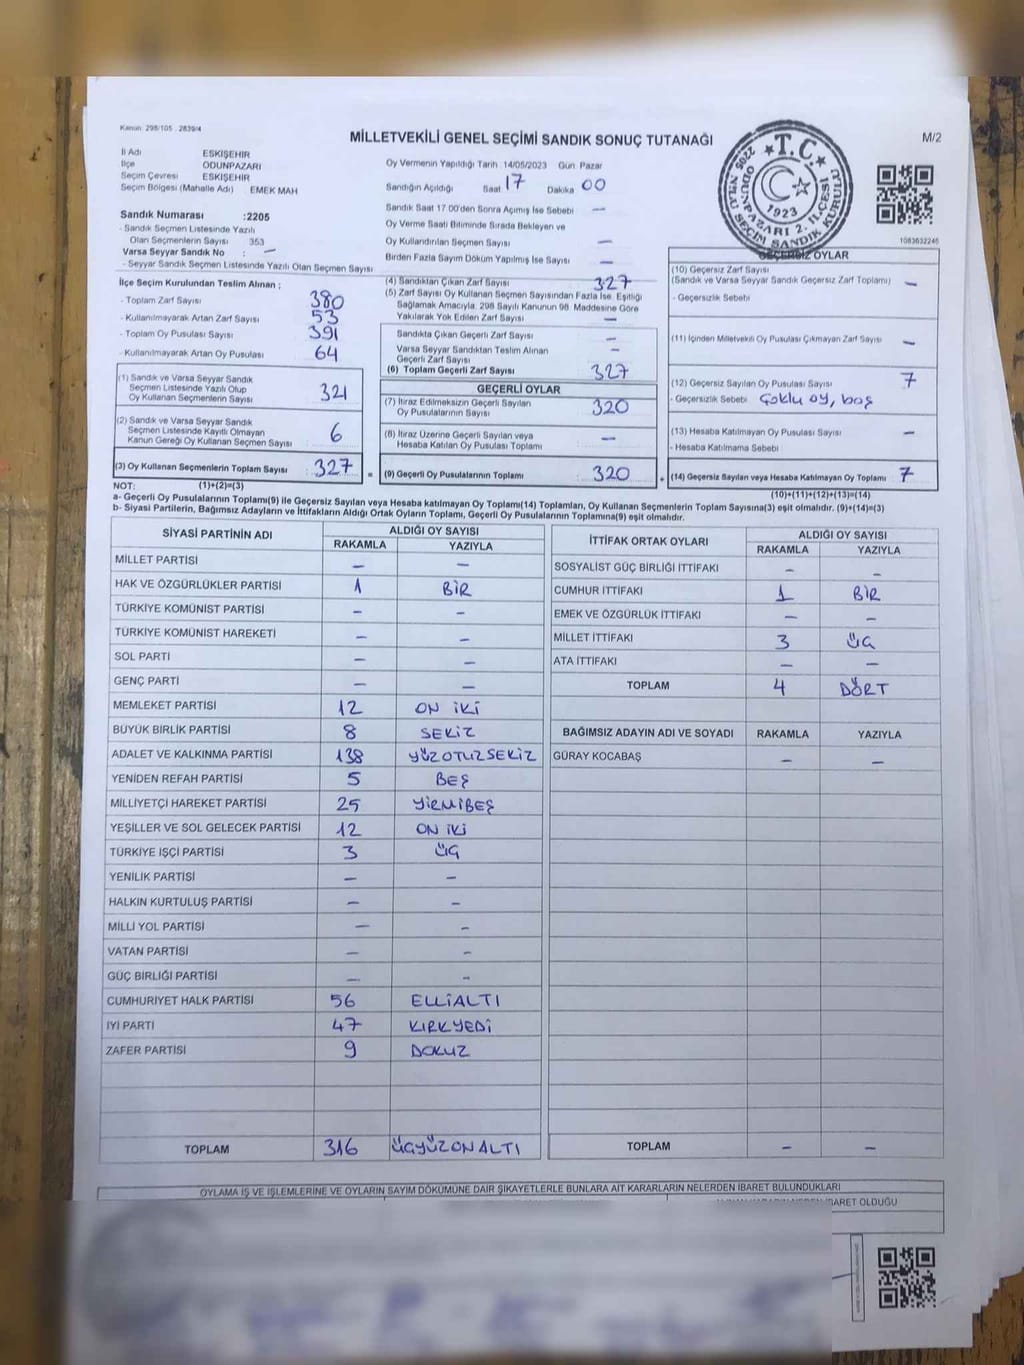 Kanun: 298/105 . 2839/4
MİLLETVEKİLİ GENEL SEÇİMİ SANDIK SONUÇ TUTANAĞI
M/2
İl Adı ESKİŞEHİR
İlçe ODUNPAZARI
Seçim Çevresi ESKİŞEHİR
Seçim Bölgesi (Mahalle Adı) EMEK MAH
Sandık Numarası :2205
- Sandık Seçmen Listesinde Yazılı
Olan Seçmenlerin Sayısı 353
Varsa Seyyar Sandık No : —
- Seyyar Sandık Seçmen Listesinde Yazılı Olan Seçmen Sayısı
Oy Vermenin Yapıldığı Tarih 14/05/2023 Gün Pazar
Sandığın Açıldığı Saat 17 Dakika 00
Sandık Saat 17.00'den Sonra Açılmış İse Sebebi —
Oy Verme Saati Bitiminde Sırada Bekleyen ve
Oy Kullandırılan Seçmen Sayısı —
Birden Fazla Sayım Döküm Yapılmış İse Sayısı —
T.C.
1923
2205 NOLU SEÇİM SANDIK KURULU
ODUNPAZARI 2. İLÇESİ
1083632246
İlçe Seçim Kurulundan Teslim Alınan ;
- Toplam Zarf Sayısı 380
- Kullanılmayarak Artan Zarf Sayısı 53
- Toplam Oy Pusulası Sayısı 391
- Kullanılmayarak Artan Oy Pusulası 64
(1) Sandık ve Varsa Seyyar Sandık
Seçmen Listesinde Yazılı Olup
Oy Kullanan Seçmenlerin Sayısı 321
(2) Sandık ve Varsa Seyyar Sandık
Seçmen Listesinde Kayıtlı Olmayan
Kanun Gereği Oy Kullanan Seçmen Sayısı 6
(3) Oy Kullanan Seçmenlerin Toplam Sayısı 327 =
(4) Sandıktan Çıkan Zarf Sayısı 327
(5) Zarf Sayısı Oy Kullanan Seçmen Sayısından Fazla İse, Eşitliği
Sağlamak Amacıyla, 298 Sayılı Kanunun 98. Maddesine Göre
Yakılarak Yok Edilen Zarf Sayısı —
Sandıkta Çıkan Geçerli Zarf Sayısı —
Varsa Seyyar Sandıktan Teslim Alınan
Geçerli Zarf Sayısı —
(6) Toplam Geçerli Zarf Sayısı 327
GEÇERLİ OYLAR
(7) İtiraz Edilmeksizin Geçerli Sayılan
Oy Pusulalarının Sayısı 320
(8) İtiraz Üzerine Geçerli Sayılan veya
Hesaba Katılan Oy Pusulası Toplamı —
(9) Geçerli Oy Pusulalarının Toplamı 320 +
GEÇERSİZ OYLAR
(10) Geçersiz Zarf Sayısı
(Sandık ve Varsa Seyyar Sandık Geçersiz Zarf Toplamı) —
- Geçersizlik Sebebi
(11) İçinden Milletvekili Oy Pusulası Çıkmayan Zarf Sayısı —
(12) Geçersiz Sayılan Oy Pusulası Sayısı 7
- Geçersizlik Sebebi Çoklu oy, boş
(13) Hesaba Katılmayan Oy Pusulası Sayısı —
- Hesaba Katılmama Sebebi
(14) Geçersiz Sayılan veya Hesaba Katılmayan Oy Toplamı 7
NOT: (1)+(2)=(3) (10)+(11)+(12)+(13)=(14)
a- Geçerli Oy Pusulalarının Toplamı(9) ile Geçersiz Sayılan veya Hesaba katılmayan Oy Toplamı(14) Toplamları, Oy Kullanan Seçmenlerin Toplam Sayısına(3) eşit olmalıdır. (9)+(14)=(3)
b- Siyasi Partilerin, Bağımsız Adayların ve İttifakların Aldığı Ortak Oyların Toplamı, Geçerli Oy Pusulalarının Toplamına(9) eşit olmalıdır.
SİYASİ PARTİNİN ADI ALDIĞI OY SAYISI
RAKAMLA YAZIYLA
MİLLET PARTİSİ — —
HAK VE ÖZGÜRLÜKLER PARTİSİ 1 BİR
TÜRKİYE KOMÜNİST PARTİSİ — —
TÜRKİYE KOMÜNİST HAREKETİ — —
SOL PARTİ — —
GENÇ PARTİ — —
MEMLEKET PARTİSİ 12 ON İKİ
BÜYÜK BİRLİK PARTİSİ 8 SEKİZ
ADALET VE KALKINMA PARTİSİ 138 YÜZOTUZSEKİZ
YENİDEN REFAH PARTİSİ 5 BEŞ
MİLLİYETÇİ HAREKET PARTİSİ 25 YİRMİBEŞ
YEŞİLLER VE SOL GELECEK PARTİSİ 12 ON İKİ
TÜRKİYE İŞÇİ PARTİSİ 3 ÜÇ
YENİLİK PARTİSİ — —
HALKIN KURTULUŞ PARTİSİ — —
MİLLİ YOL PARTİSİ — —
VATAN PARTİSİ — —
GÜÇ BİRLİĞİ PARTİSİ — —
CUMHURİYET HALK PARTİSİ 56 ELLİALTI
İYİ PARTİ 47 KIRKYEDİ
ZAFER PARTİSİ 9 DOKUZ
TOPLAM 316 ÜÇYÜZONALTI
İTTİFAK ORTAK OYLARI ALDIĞI OY SAYISI
RAKAMLA YAZIYLA
SOSYALİST GÜÇ BİRLİĞİ İTTİFAKI — —
CUMHUR İTTİFAKI 1 BİR
EMEK VE ÖZGÜRLÜK İTTİFAKI — —
MİLLET İTTİFAKI 3 ÜÇ
ATA İTTİFAKI — —
TOPLAM 4 DÖRT
BAĞIMSIZ ADAYIN ADI VE SOYADI RAKAMLA YAZIYLA
GÜRAY KOCABAŞ — —
TOPLAM — —
OYLAMA İŞ VE İŞLEMLERİNE VE OYLARIN SAYIM DÖKÜMÜNE DAİR ŞİKAYETLERLE BUNLARA AİT KARARLARIN NELERDEN İBARET BULUNDUKLARI
İBARET OLDUĞU